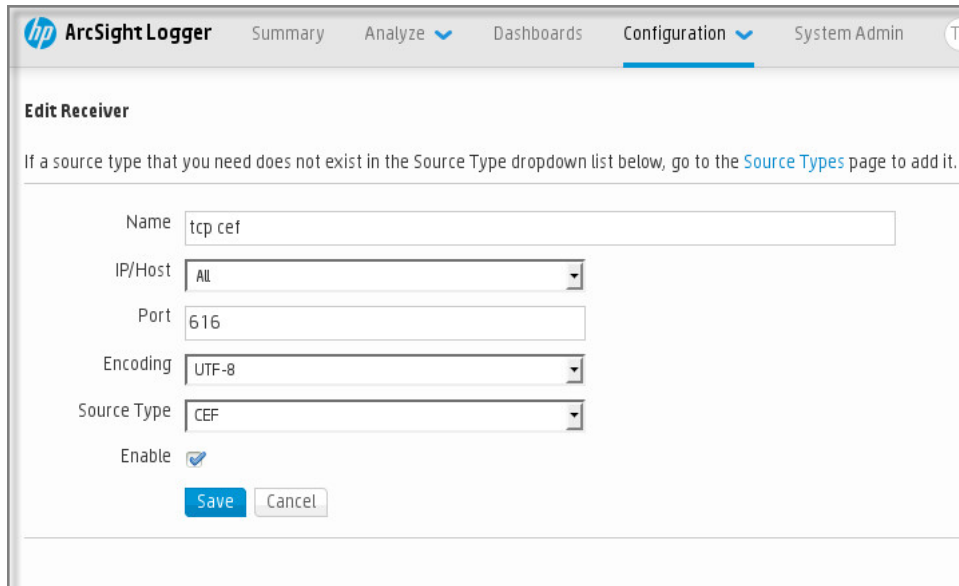 hp ArcSight Logger Summary Analyze Dashboards Configuration System Admin T
Edit Receiver
If a source type that you need does not exist in the Source Type dropdown list below, go to the Source Types page to add it.
Name tcp cef
IP/Host All
Port 616
Encoding UTF-8
Source Type CEF
Enable
Save Cancel